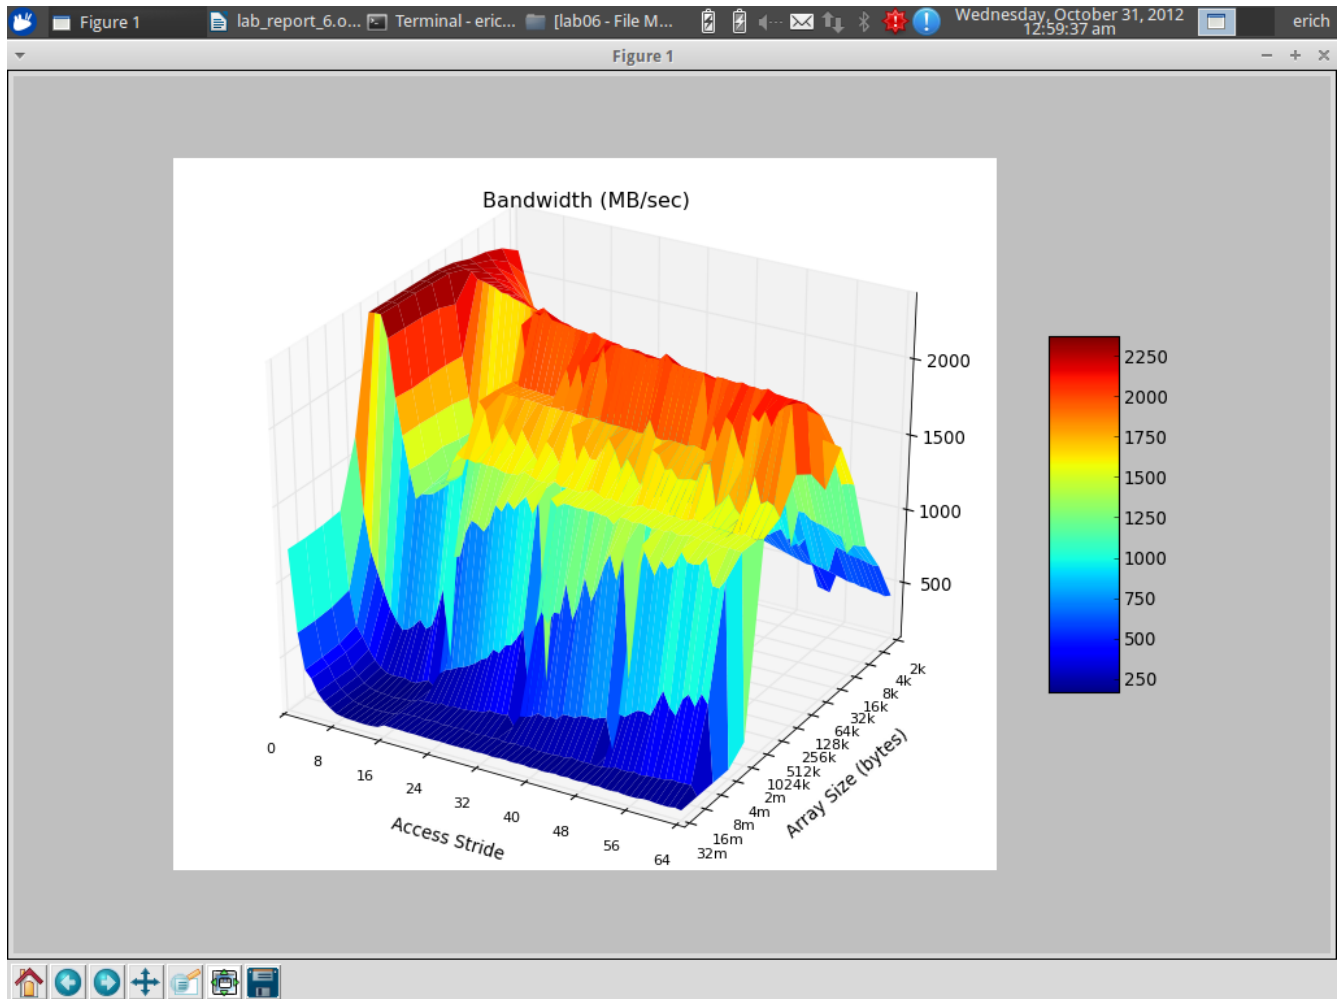 Figure 1
lab_report_6.o...
Terminal - eric...
[lab06 - File M...
Wednesday, October 31, 2012
12:59:37 am
erich
Figure 1
Bandwidth (MB/sec)
2000
1500
1000
500
2250
2000
1750
1500
1250
1000
750
500
250
0
8
16
24
32
40
48
56
64
Access Stride
2k
4k
8k
16k
32k
64k
128k
256k
512k
1024k
2m
4m
8m
16m
32m
Array Size (bytes)